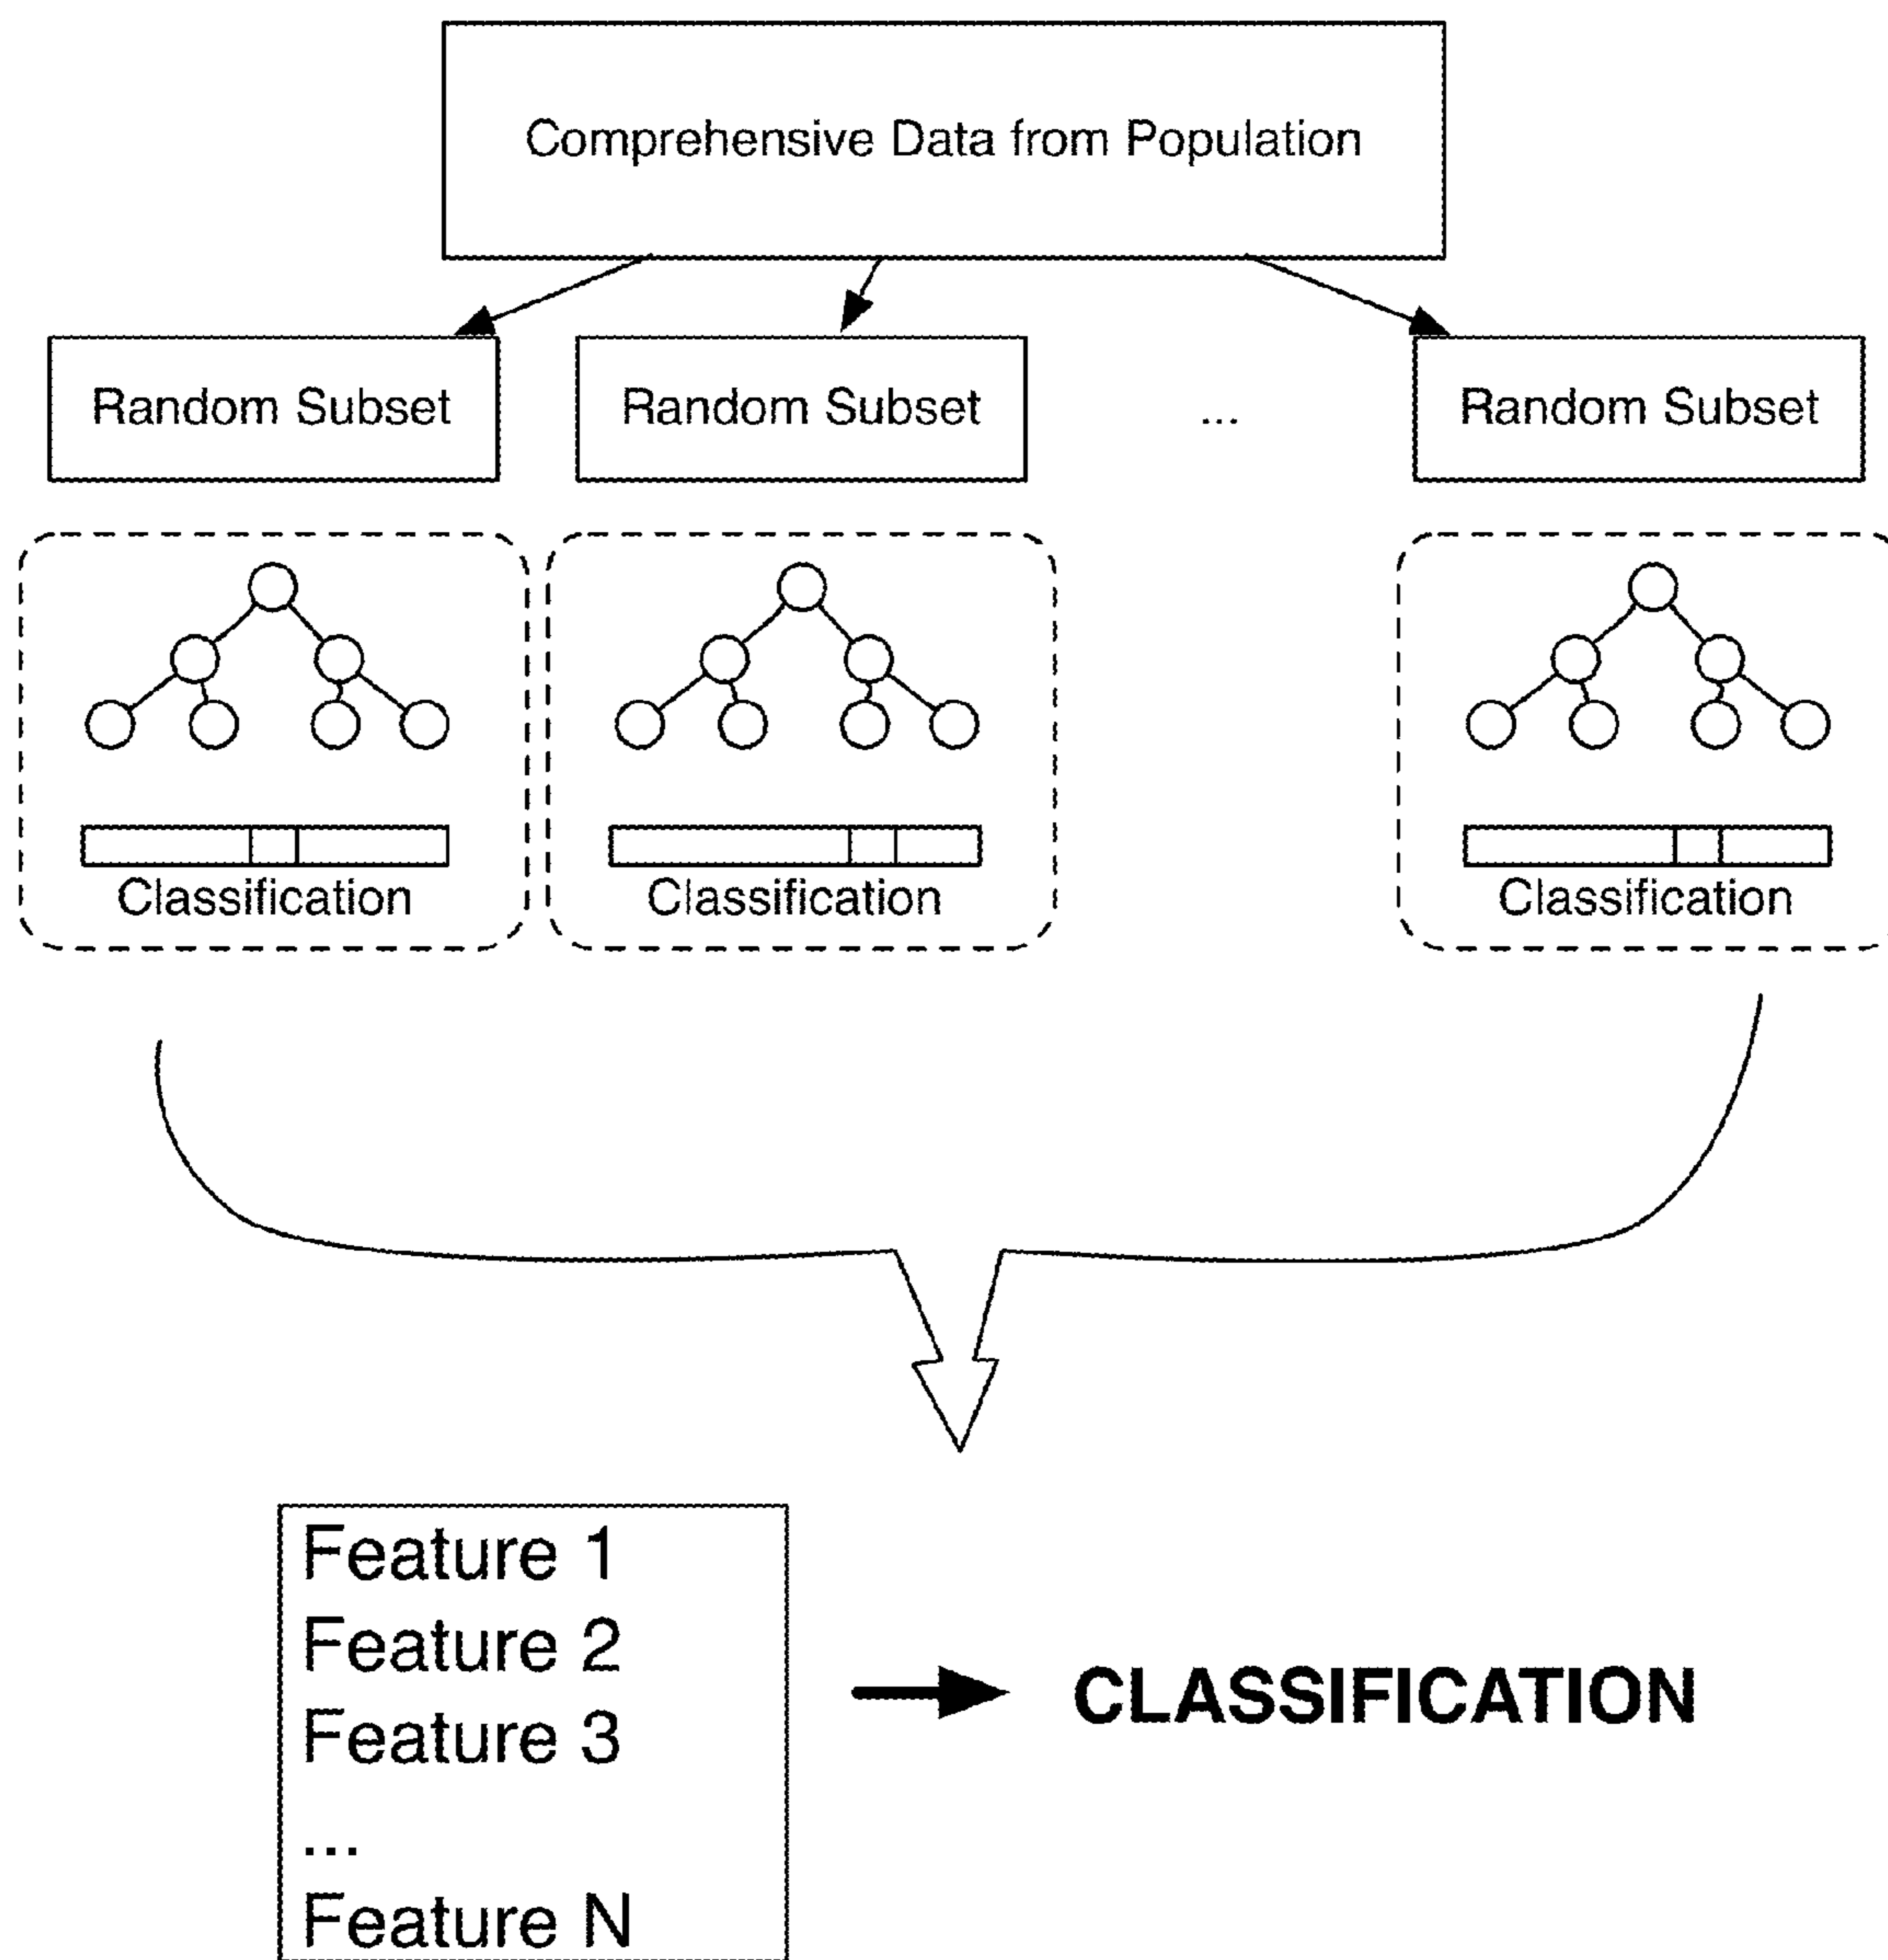 Comprehensive Data from Population
Random Subset
Random Subset
...
Random Subset
Classification
Classification
Classification
Feature 1
Feature 2
Feature 3
...
Feature N
CLASSIFICATION